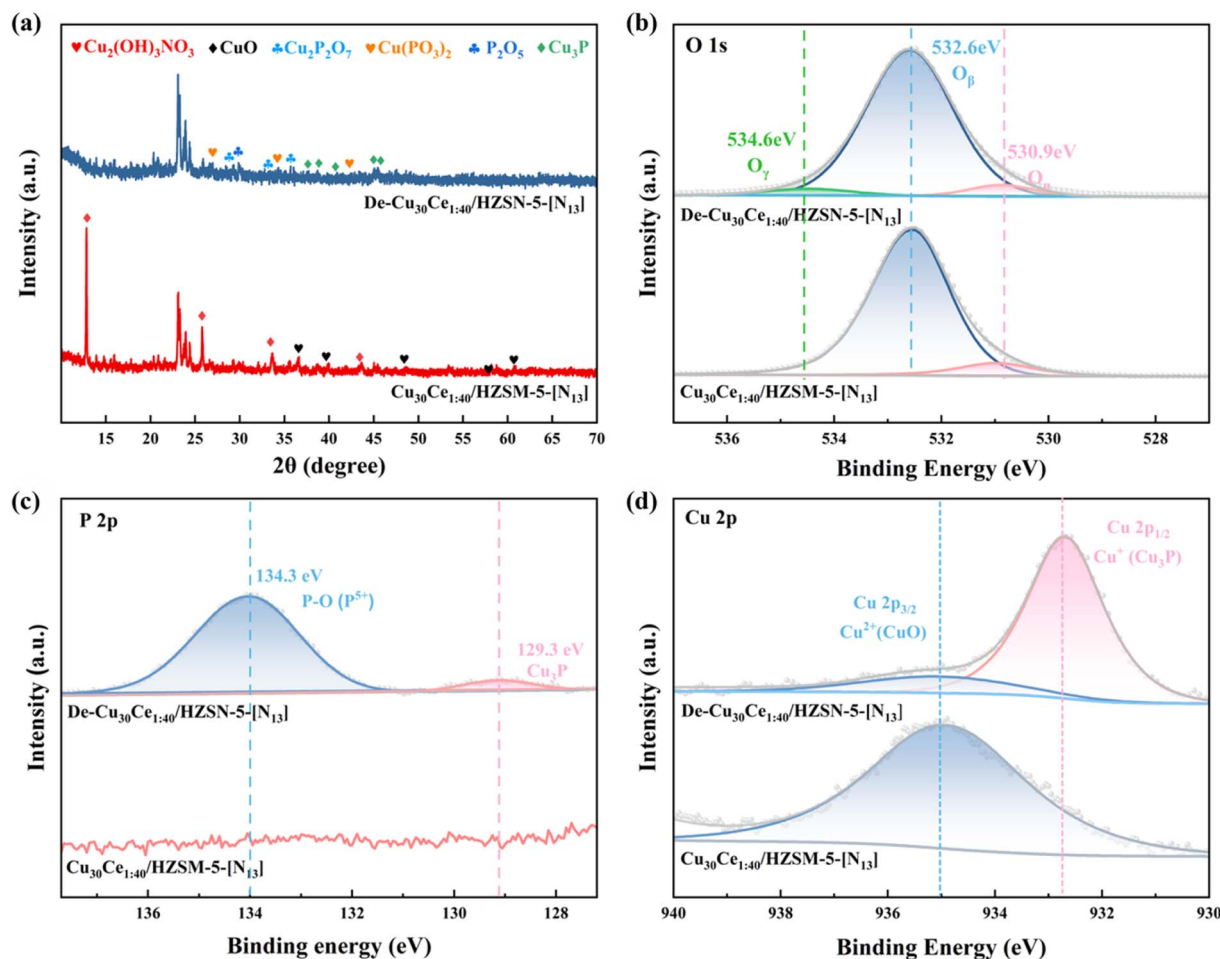 (a)
♥Cu₂(OH)₃NO₃ ♦CuO ♣Cu₂P₂O₇ ♥Cu(PO₃)₂ ♣P₂O₅ ♦Cu₃P
De-Cu₃₀Ce₁:₄₀/HZSN-5-[N₁₃]
Cu₃₀Ce₁:₄₀/HZSM-5-[N₁₃]
Intensity (a.u.)
15 20 25 30 35 40 45 50 55 60 65 70
2θ (degree)
(b)
O 1s
532.6eV
Oᵦ
534.6eV
Oᵧ
530.9eV
Oα
De-Cu₃₀Ce₁:₄₀/HZSN-5-[N₁₃]
Cu₃₀Ce₁:₄₀/HZSM-5-[N₁₃]
Intensity (a.u.)
536 534 532 530 528
Binding Energy (eV)
(c)
P 2p
134.3 eV
P-O (P⁵⁺)
129.3 eV
Cu₃P
De-Cu₃₀Ce₁:₄₀/HZSN-5-[N₁₃]
Cu₃₀Ce₁:₄₀/HZSM-5-[N₁₃]
Intensity (a.u.)
136 134 132 130 128
Binding energy (eV)
(d)
Cu 2p
Cu 2p₁/₂
Cu⁺ (Cu₃P)
Cu 2p₃/₂
Cu²⁺(CuO)
De-Cu₃₀Ce₁:₄₀/HZSN-5-[N₁₃]
Cu₃₀Ce₁:₄₀/HZSM-5-[N₁₃]
Intensity (a.u.)
940 938 936 934 932 930
Binding Energy (eV)